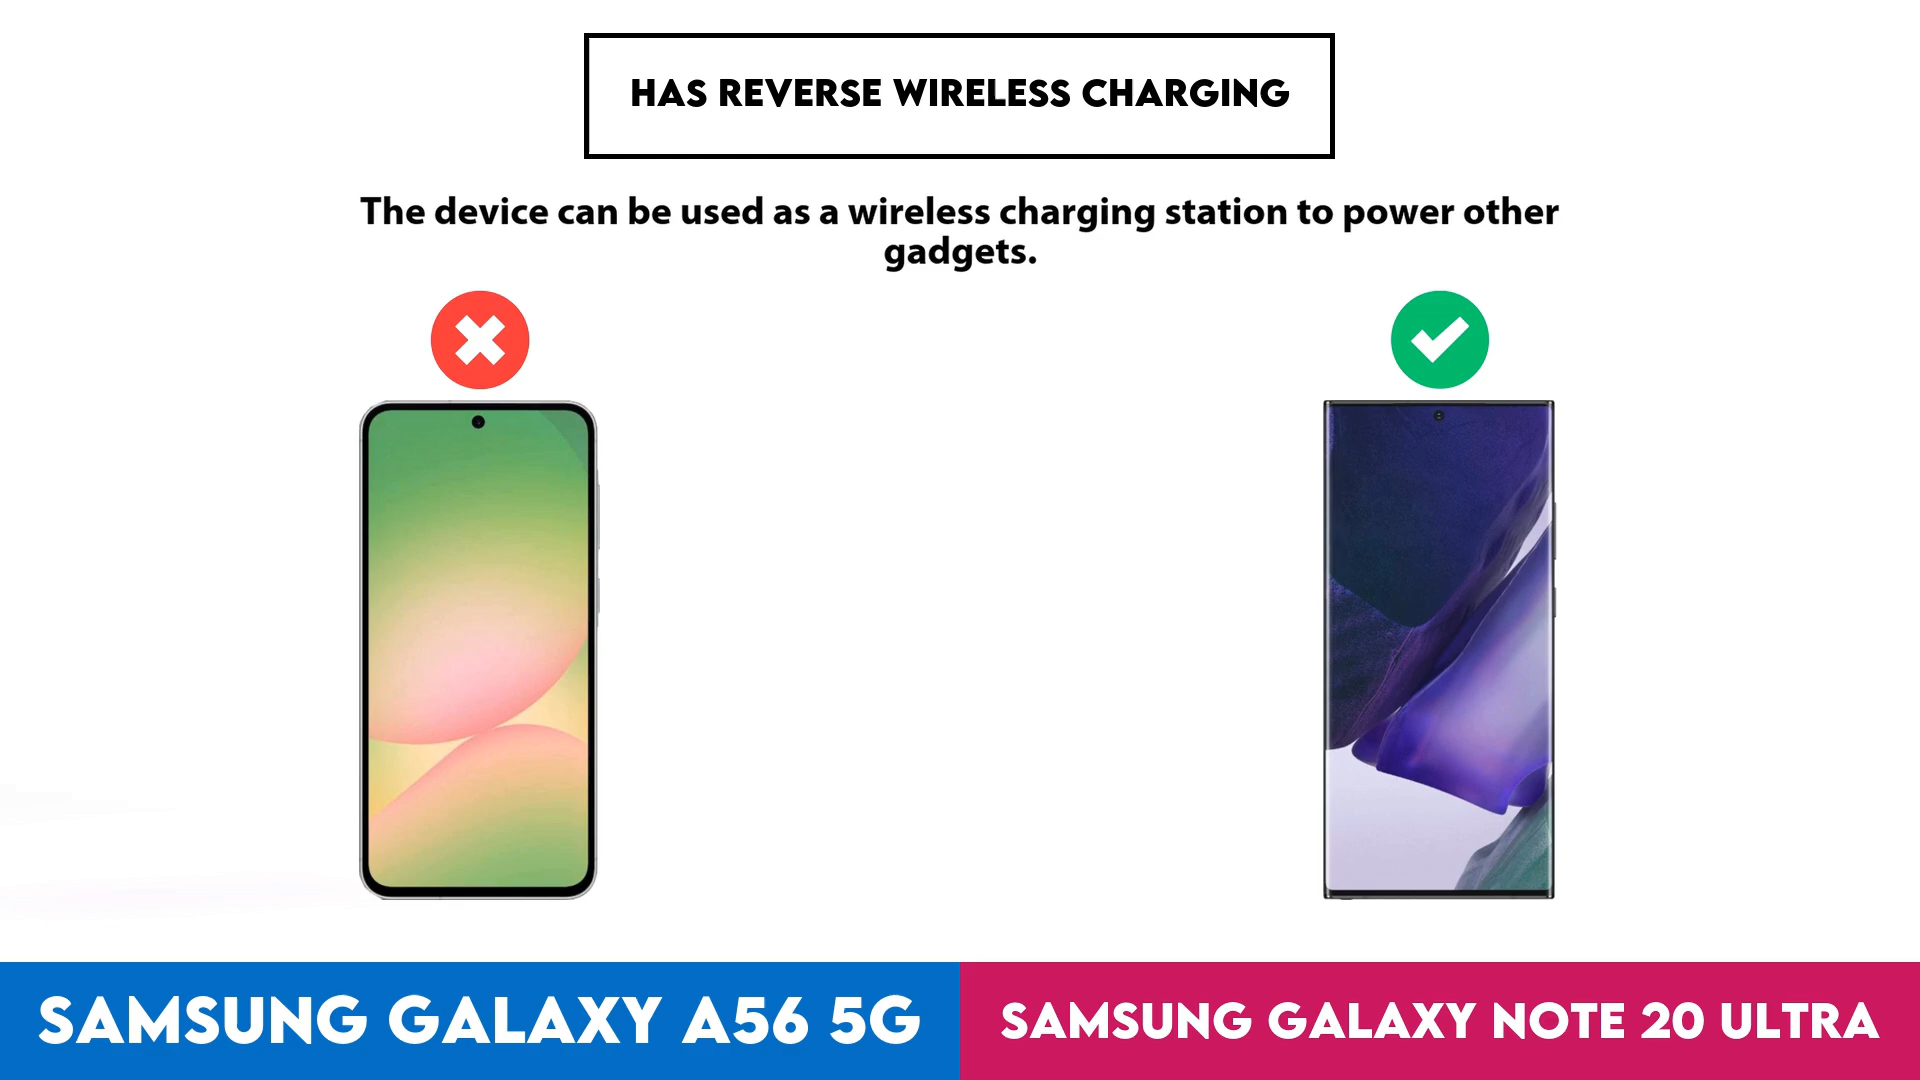 HAS REVERSE WIRELESS CHARGING
The device can be used as a wireless charging station to power other
gadgets.
SAMSUNG GALAXY A56 5G
SAMSUNG GALAXY NOTE 20 ULTRA